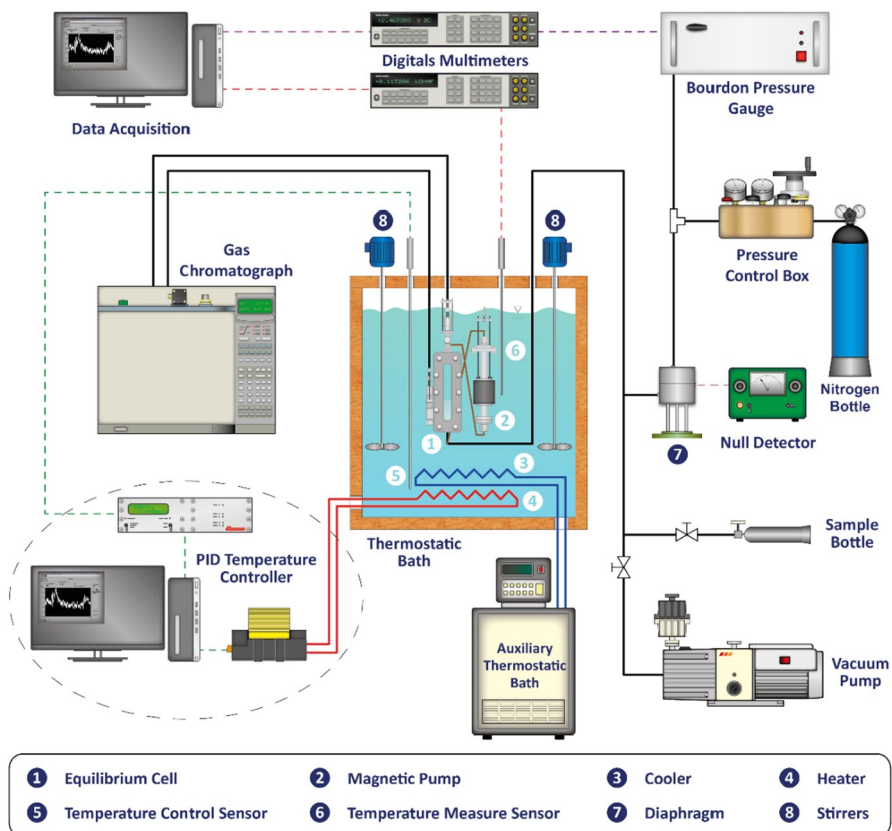 Digitals Multimeters
Data Acquisition
Bourdon Pressure
Gauge
8
8
Gas
Chromatograph
Pressure
Control Box
6
Nitrogen
Bottle
2
1
Null Detector
7
3
5
4
Thermostatic
Bath
Sample
Bottle
PID Temperature
Controller
Auxiliary
Thermostatic
Bath
Vacuum
Pump
1 Equilibrium Cell
2 Magnetic Pump
3 Cooler
4 Heater
5 Temperature Control Sensor
6 Temperature Measure Sensor
7 Diaphragm
8 Stirrers